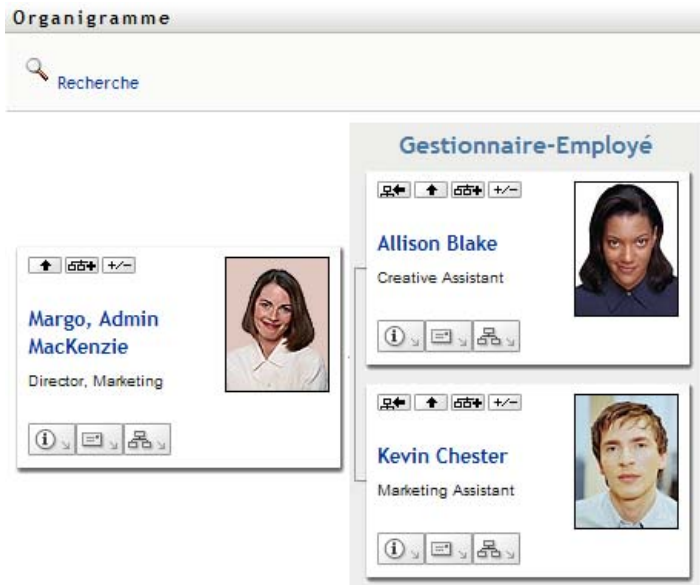 Organigramme
Recherche
Gestionnaire-Employé
Margo, Admin
MacKenzie
Director, Marketing
Allison Blake
Creative Assistant
Kevin Chester
Marketing Assistant